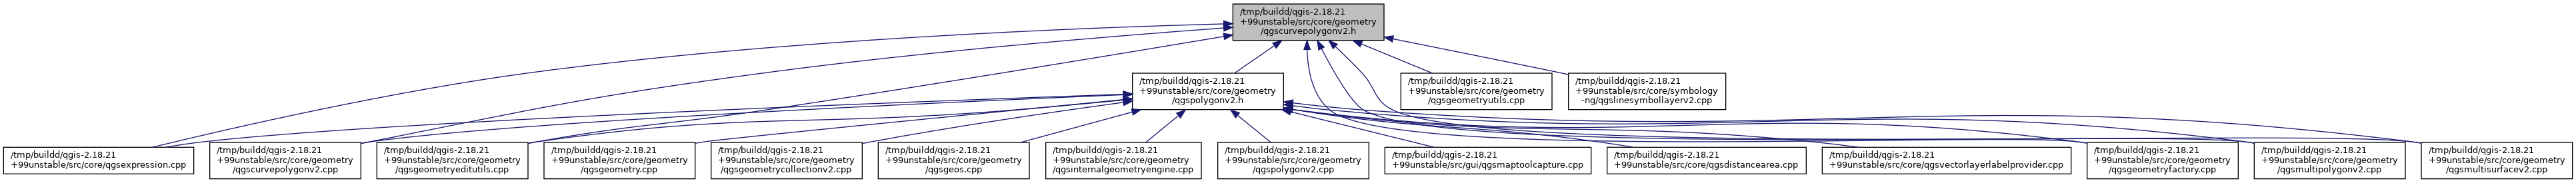 /tmp/buildd/qgis-2.18.21
+99unstable/src/core/geometry
/qgscurvepolygonv2.h
/tmp/buildd/qgis-2.18.21
+99unstable/src/core/geometry
/qgspolygonv2.h
/tmp/buildd/qgis-2.18.21
+99unstable/src/core/geometry
/qgsgeometryutils.cpp
/tmp/buildd/qgis-2.18.21
+99unstable/src/core/symbology
-ng/qgslinesymbollayerv2.cpp
/tmp/buildd/qgis-2.18.21
+99unstable/src/core/qgsexpression.cpp
/tmp/buildd/qgis-2.18.21
+99unstable/src/core/geometry
/qgscurvepolygonv2.cpp
/tmp/buildd/qgis-2.18.21
+99unstable/src/core/geometry
/qgsgeometryeditutils.cpp
/tmp/buildd/qgis-2.18.21
+99unstable/src/core/geometry
/qgsgeometry.cpp
/tmp/buildd/qgis-2.18.21
+99unstable/src/core/geometry
/qgsgeometrycollectionv2.cpp
/tmp/buildd/qgis-2.18.21
+99unstable/src/core/geometry
/qgsgeos.cpp
/tmp/buildd/qgis-2.18.21
+99unstable/src/core/geometry
/qgsinternalgeometryengine.cpp
/tmp/buildd/qgis-2.18.21
+99unstable/src/core/geometry
/qgspolygonv2.cpp
/tmp/buildd/qgis-2.18.21
+99unstable/src/gui/qgsmaptoolcapture.cpp
/tmp/buildd/qgis-2.18.21
+99unstable/src/core/qgsdistancearea.cpp
/tmp/buildd/qgis-2.18.21
+99unstable/src/core/qgsvectorlayerlabelprovider.cpp
/tmp/buildd/qgis-2.18.21
+99unstable/src/core/geometry
/qgsgeometryfactory.cpp
/tmp/buildd/qgis-2.18.21
+99unstable/src/core/geometry
/qgsmultipolygonv2.cpp
/tmp/buildd/qgis-2.18.21
+99unstable/src/core/geometry
/qgsmultisurfacev2.cpp